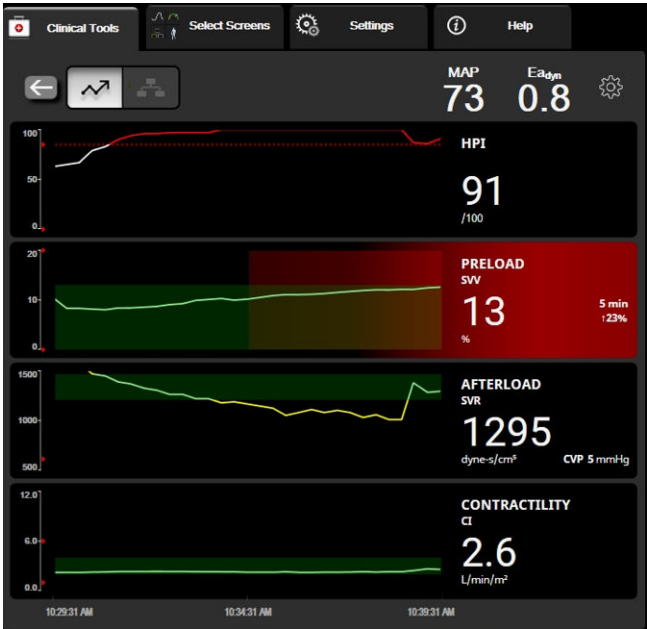 Clinical Tools
Select Screens
Settings
Help
MAP
73
Eadyn
0.8
100
50
0
HPI
91
/100
20
10
0
PRELOAD
SVV
13
%
5 min
↑23%
1500
1000
500
AFTERLOAD
SVR
1295
dyne-s/cm⁵
CVP 5 mmHg
12.0
6.0
0.0
CONTRACTILITY
CI
2.6
L/min/m²
10:29:31 AM
10:34:31 AM
10:39:31 AM